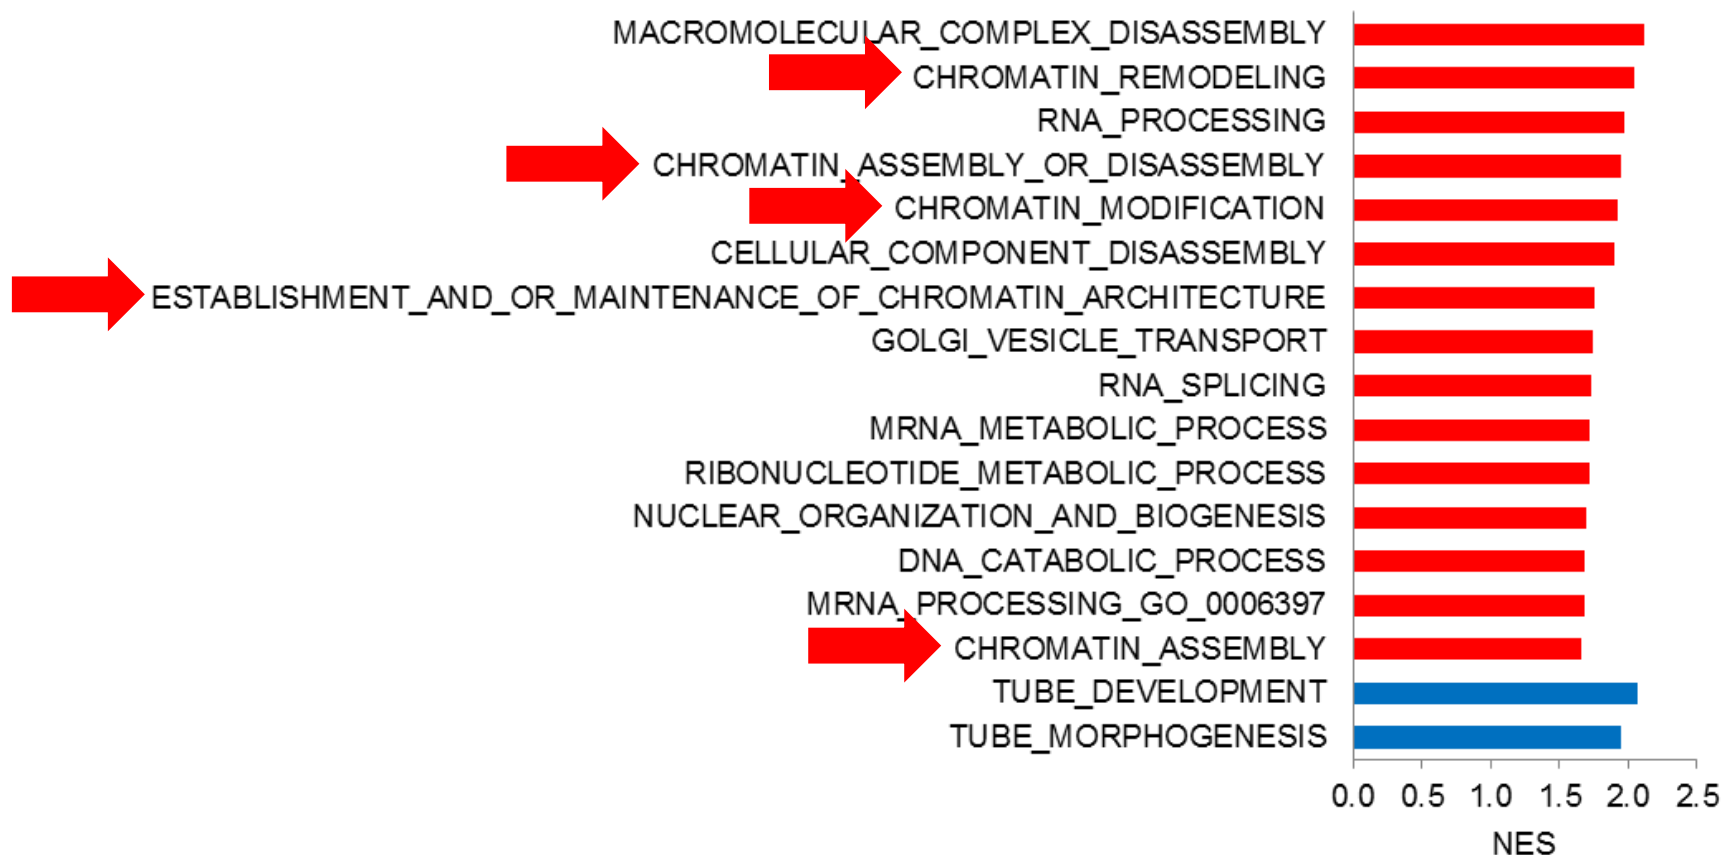 MACROMOLECULAR_COMPLEX_DISASSEMBLY
CHROMATIN_REMODELING
RNA_PROCESSING
CHROMATIN_ASSEMBLY_OR_DISASSEMBLY
CHROMATIN_MODIFICATION
CELLULAR_COMPONENT_DISASSEMBLY
ESTABLISHMENT_AND_OR_MAINTENANCE_OF_CHROMATIN_ARCHITECTURE
GOLGI_VESICLE_TRANSPORT
RNA_SPLICING
MRNA_METABOLIC_PROCESS
RIBONUCLEOTIDE_METABOLIC_PROCESS
NUCLEAR_ORGANIZATION_AND_BIOGENESIS
DNA_CATABOLIC_PROCESS
MRNA_PROCESSING_GO_0006397
CHROMATIN_ASSEMBLY
TUBE_DEVELOPMENT
TUBE_MORPHOGENESIS
0.0 0.5 1.0 1.5 2.0 2.5
NES